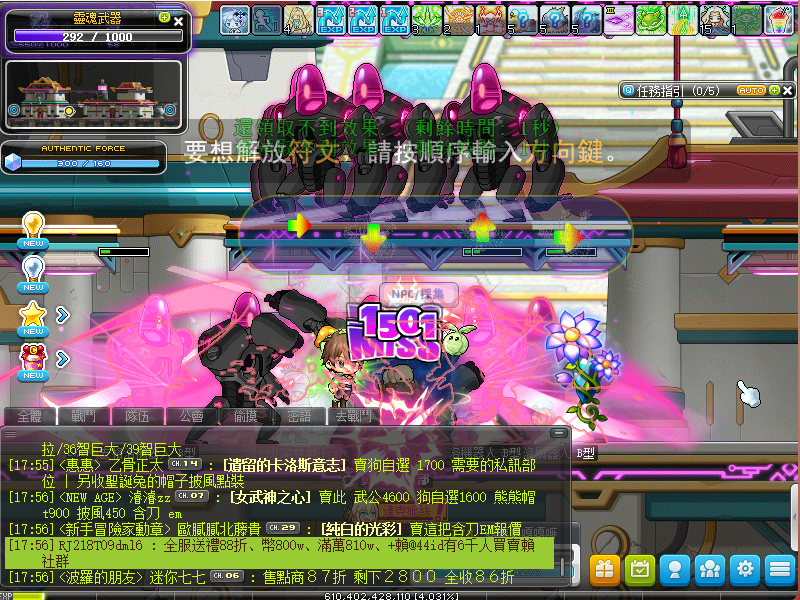 靈魂武器
292 / 1000
AUTHENTIC FORCE
300 / 160
任務指引 (0/5)
AUTO
還領取不到效果。(剩餘時間: 1秒)
要想解放符文，請按順序輸入方向鍵。
NEW
NEW
NEW
NEW
NPC/採集
1501
MISS
B型
全體 戰鬥 隊伍 公會 偷摸 密語 去戰鬥
拉/36智巨大/39智巨大
[17:55]<惠惠> 乙骨正太 CH.14 : [遺留的卡洛斯意志] 賣狗自選 1700 需要的私訊部
位 | 另收聖誕兔的帽子披風點裝
[17:56]<NEW AGE> 濬濬zz CH.07 : [女武神之心] 賣此 武公4600 狗自選1600 熊熊帽
t900 披風450 含刀 em
[17:56]<新手冒險家勳章> 歐膩膩北藤貴 CH.29 : [純白的光彩] 賣這把含刀EM報價
[17:56]RJ218T09dm16 : 全服送禮88折、幣800w、滿萬810w、+賴@44id有6千人買賣賴
社群
[17:56]<波羅的朋友> 迷你七七 CH.06 : 售點商８７折 剩下２８００ 全收８６折
EXP
610,402,428,110 [4.031%]